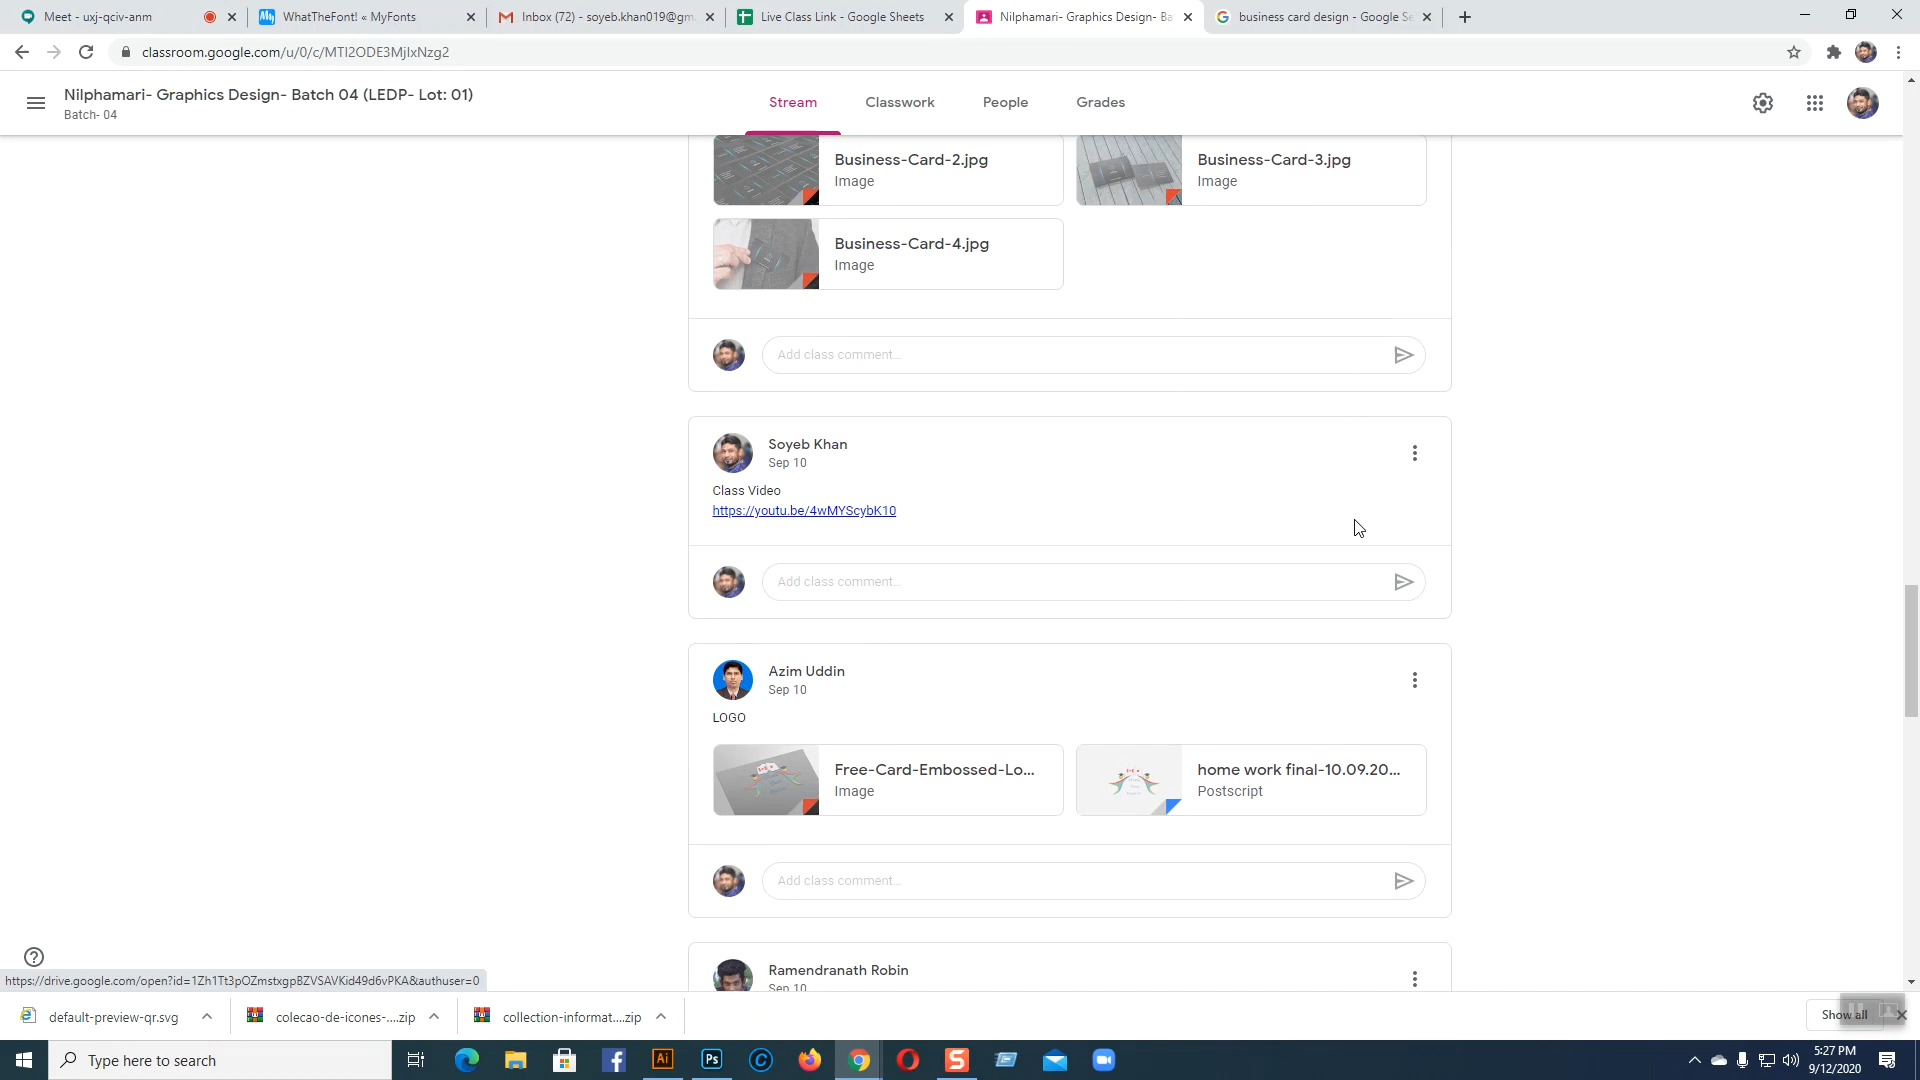 Meet - uxj-qciv-anm
WhatTheFont! « MyFonts
Inbox (72) - soyeb.khan019@gm
Live Class Link - Google Sheets
Nilphamari- Graphics Design- Ba
business card design - Google Se
classroom.google.com/u/0/c/MTI2ODE3MjIxNzg2
Nilphamari- Graphics Design- Batch 04 (LEDP- Lot: 01)
Batch- 04
Stream
Classwork
People
Grades
Business-Card-2.jpg
Image
Business-Card-3.jpg
Image
Business-Card-4.jpg
Image
Add class comment...
Soyeb Khan
Sep 10
Class Video
https://youtu.be/4wMYScybK10
Add class comment...
Azim Uddin
Sep 10
LOGO
Free-Card-Embossed-Lo...
Image
home work final-10.09.20...
Postscript
Add class comment...
Ramendranath Robin
Sep 10
https://drive.google.com/open?id=1Zh1Tt3pOZmstxgpBZVSAVKid49d6vPKA&authuser=0
default-preview-qr.svg
colecao-de-icones-....zip
collection-informat....zip
Show all
Type here to search
5:27 PM
9/12/2020